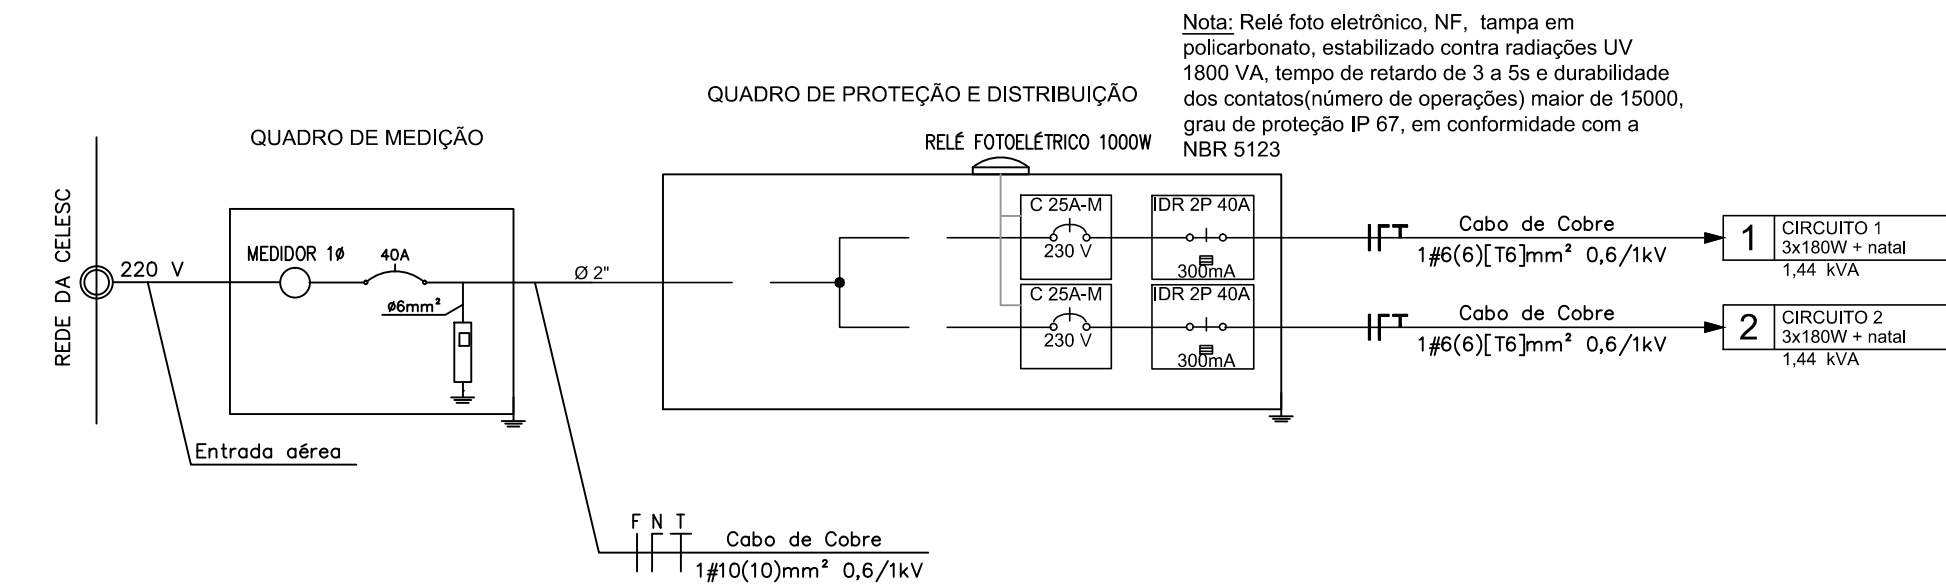 Nota: Relé foto eletrônico, NF, tampa em
policarbonato, estabilizado contra radiações UV
1800 VA, tempo de retardo de 3 a 5s e durabilidade
dos contatos(número de operações) maior de 15000,
grau de proteção IP 67, em conformidade com a
NBR 5123
QUADRO DE PROTEÇÃO E DISTRIBUIÇÃO
QUADRO DE MEDIÇÃO
RELÉ FOTOELÉTRICO 1000W
REDE DA CELESC
220 V
MEDIDOR 1ø
40A
ø6mm²
Ø 2"
C 25A-M
230 V
IDR 2P 40A
300mA
Cabo de Cobre
1#6(6)[T6]mm² 0,6/1kV
1
CIRCUITO 1
3x180W + natal
1,44 kVA
C 25A-M
230 V
IDR 2P 40A
300mA
Cabo de Cobre
1#6(6)[T6]mm² 0,6/1kV
2
CIRCUITO 2
3x180W + natal
1,44 kVA
Entrada aérea
F N T
Cabo de Cobre
1#10(10)mm² 0,6/1kV